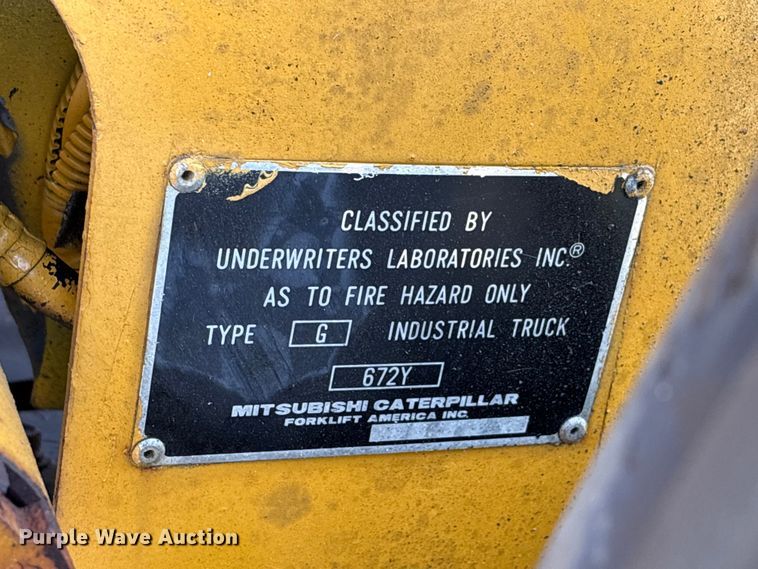 CLASSIFIED BY
UNDERWRITERS LABORATORIES INC.®
AS TO FIRE HAZARD ONLY
TYPE G INDUSTRIAL TRUCK
672Y
MITSUBISHI CATERPILLAR
FORKLIFT AMERICA INC.
Purple Wave Auction